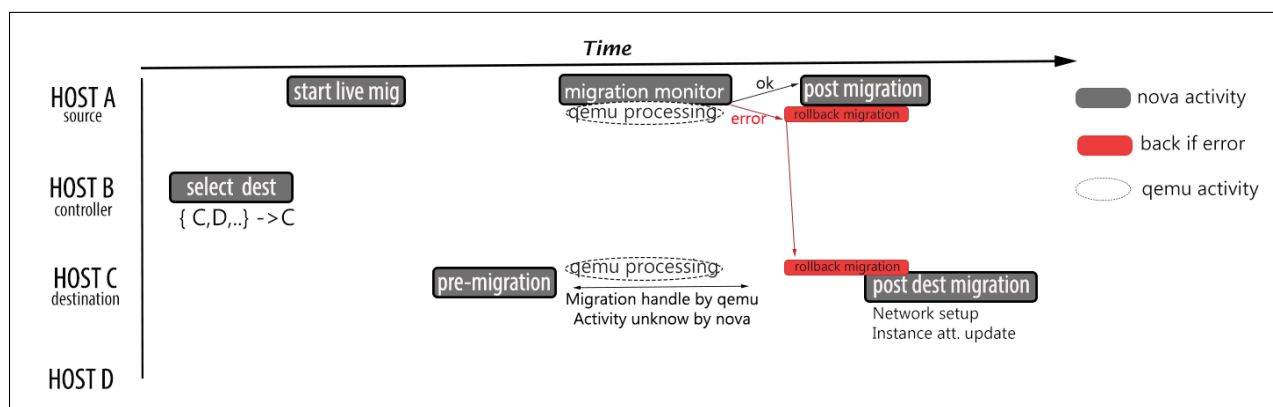 Time
HOST A
source
start live mig
migration monitor
qemu processing
ok
error
post migration
rollback migration
nova activity
back if error
qemu activity
HOST B
controller
select dest
{ C,D,..} ->C
HOST C
destination
pre-migration
qemu processing
Migration handle by qemu
Activity unknow by nova
rollback migration
post dest migration
Network setup
Instance att. update
HOST D